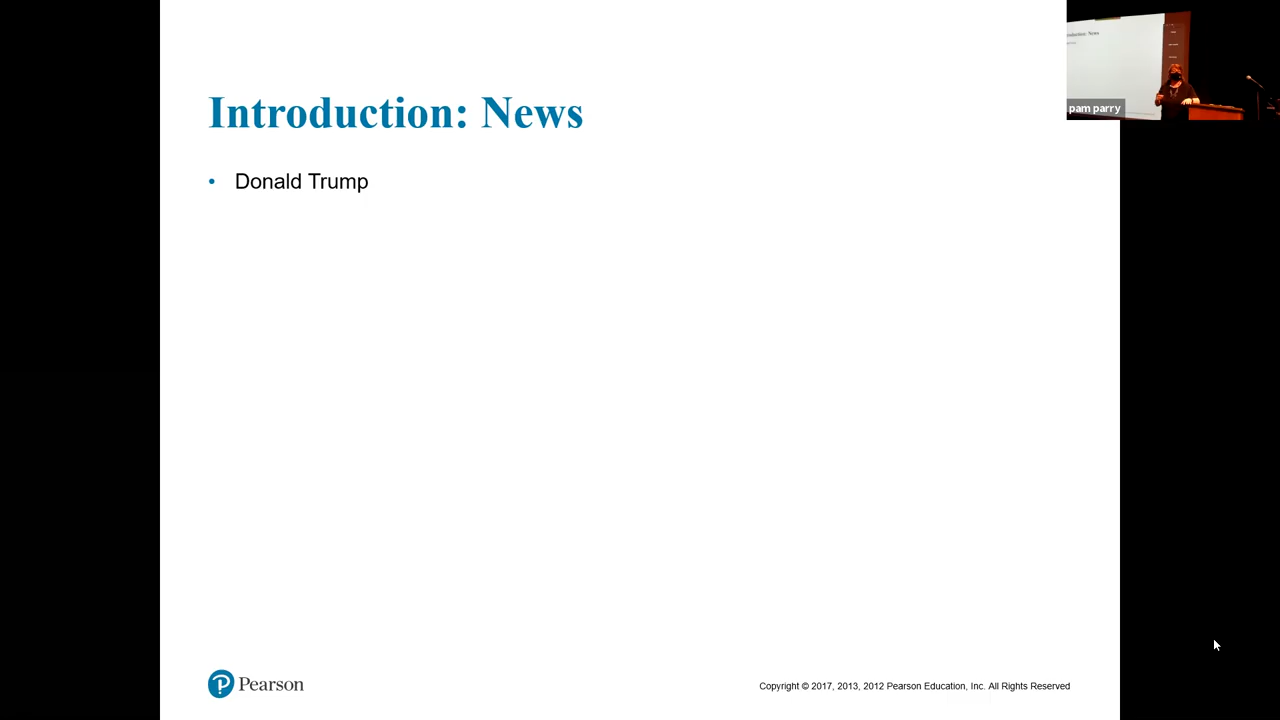 Introduction: News
• Donald Trump
pam parry
Pearson
Copyright © 2017, 2013, 2012 Pearson Education, Inc. All Rights Reserved